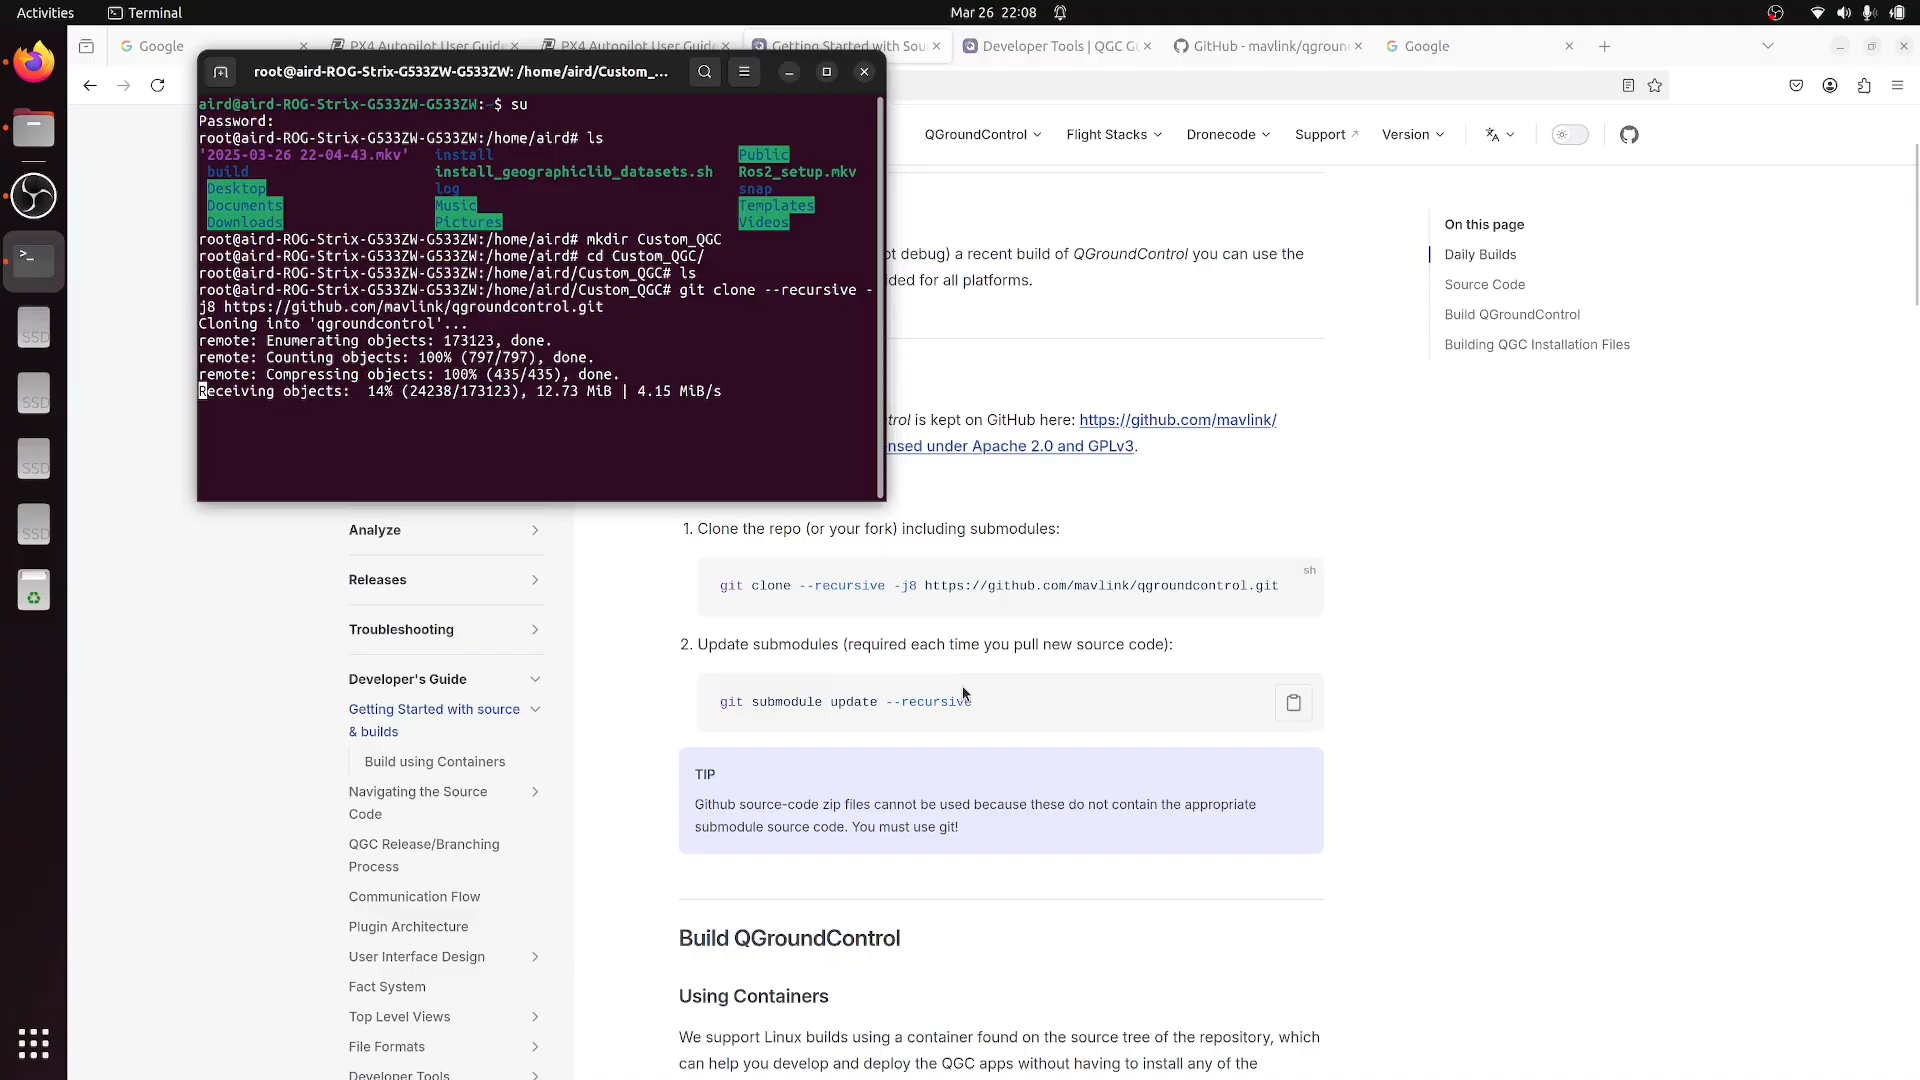 Activities
Terminal
Mar 26 22:08
Google
PX4 Autopilot User Guide
PX4 Autopilot User Guide
Getting Started with Sou
Developer Tools | QGC G
GitHub - mavlink/qgroun
Google
root@aird-ROG-Strix-G533ZW-G533ZW: /home/aird/Custom_...
aird@aird-ROG-Strix-G533ZW-G533ZW:~$ su
Password:
root@aird-ROG-Strix-G533ZW-G533ZW:/home/aird# ls
'2025-03-26 22-04-43.mkv' install Public
build install_geographiclib_datasets.sh Ros2_setup.mkv
Desktop log snap
Documents Music Templates
Downloads Pictures Videos
root@aird-ROG-Strix-G533ZW-G533ZW:/home/aird# mkdir Custom_QGC
root@aird-ROG-Strix-G533ZW-G533ZW:/home/aird# cd Custom_QGC/
root@aird-ROG-Strix-G533ZW-G533ZW:/home/aird/Custom_QGC# ls
root@aird-ROG-Strix-G533ZW-G533ZW:/home/aird/Custom_QGC# git clone --recursive -
j8 https://github.com/mavlink/qgroundcontrol.git
Cloning into 'qgroundcontrol'...
remote: Enumerating objects: 173123, done.
remote: Counting objects: 100% (797/797), done.
remote: Compressing objects: 100% (435/435), done.
Receiving objects: 14% (24238/173123), 12.73 MiB | 4.15 MiB/s
QGroundControl
Flight Stacks
Dronecode
Support
Version
ot debug) a recent build of QGroundControl you can use the
ided for all platforms.
trol is kept on GitHub here: https://github.com/mavlink/
ensed under Apache 2.0 and GPLv3.
1. Clone the repo (or your fork) including submodules:
sh
git clone --recursive -j8 https://github.com/mavlink/qgroundcontrol.git
2. Update submodules (required each time you pull new source code):
git submodule update --recursive
TIP
Github source-code zip files cannot be used because these do not contain the appropriate
submodule source code. You must use git!
Build QGroundControl
Using Containers
We support Linux builds using a container found on the source tree of the repository, which
can help you develop and deploy the QGC apps without having to install any of the
On this page
Daily Builds
Source Code
Build QGroundControl
Building QGC Installation Files
Analyze
Releases
Troubleshooting
Developer's Guide
Getting Started with source
& builds
Build using Containers
Navigating the Source
Code
QGC Release/Branching
Process
Communication Flow
Plugin Architecture
User Interface Design
Fact System
Top Level Views
File Formats
Developer Tools
SSD
SSD
SSD
SSD